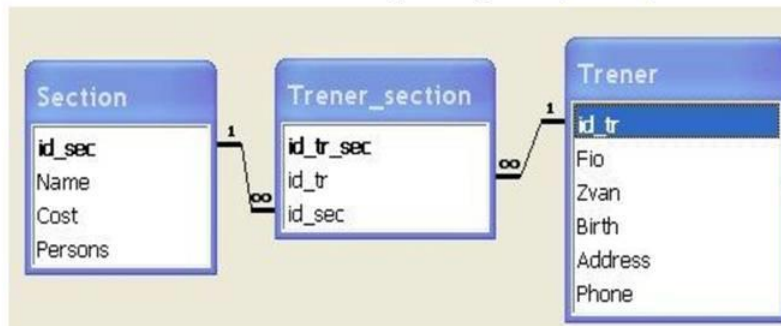 Section
id_sec
Name
Cost
Persons
1
∞
Trener_section
id_tr_sec
id_tr
id_sec
∞
1
Trener
id_tr
Fio
Zvan
Birth
Address
Phone